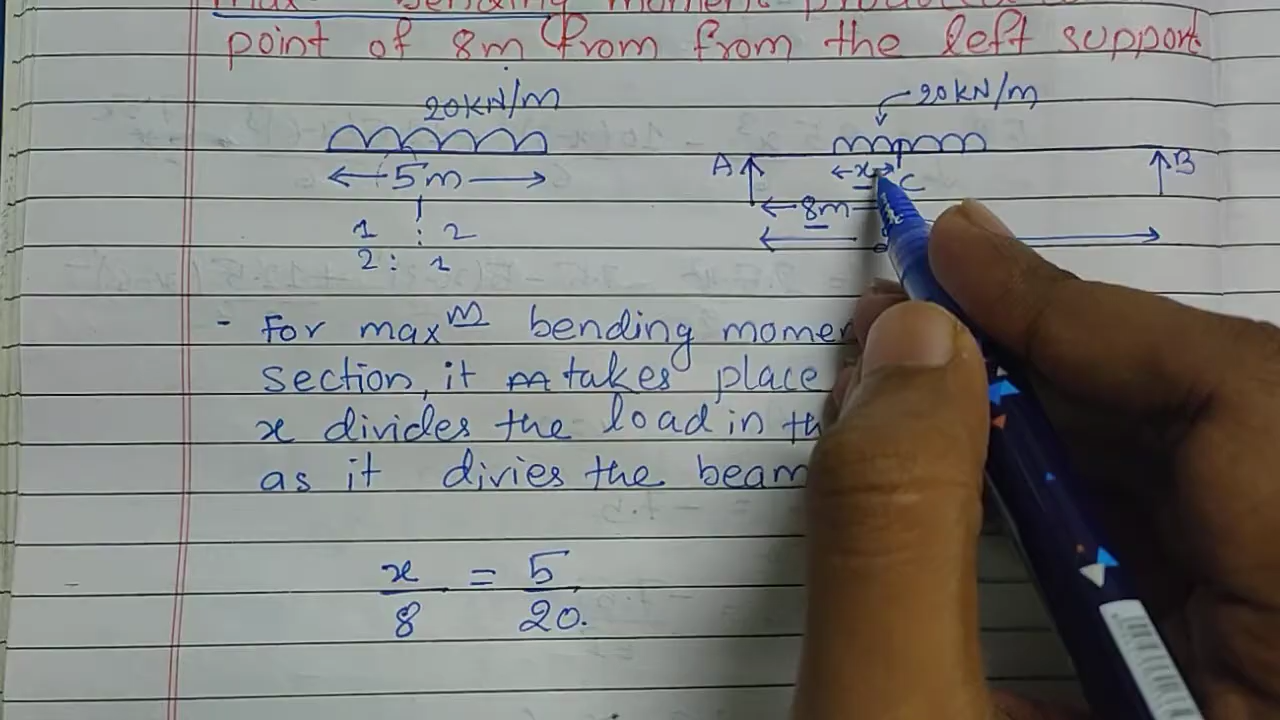 point of 8m from from the left support.
20kN/m
20kN/m
A B
5m x C
8m
1 : 2
2 : 1
- For maxᵐ bending
section, it takes place
x divides the load in
as it divies the beam
x/8 = 5/20.